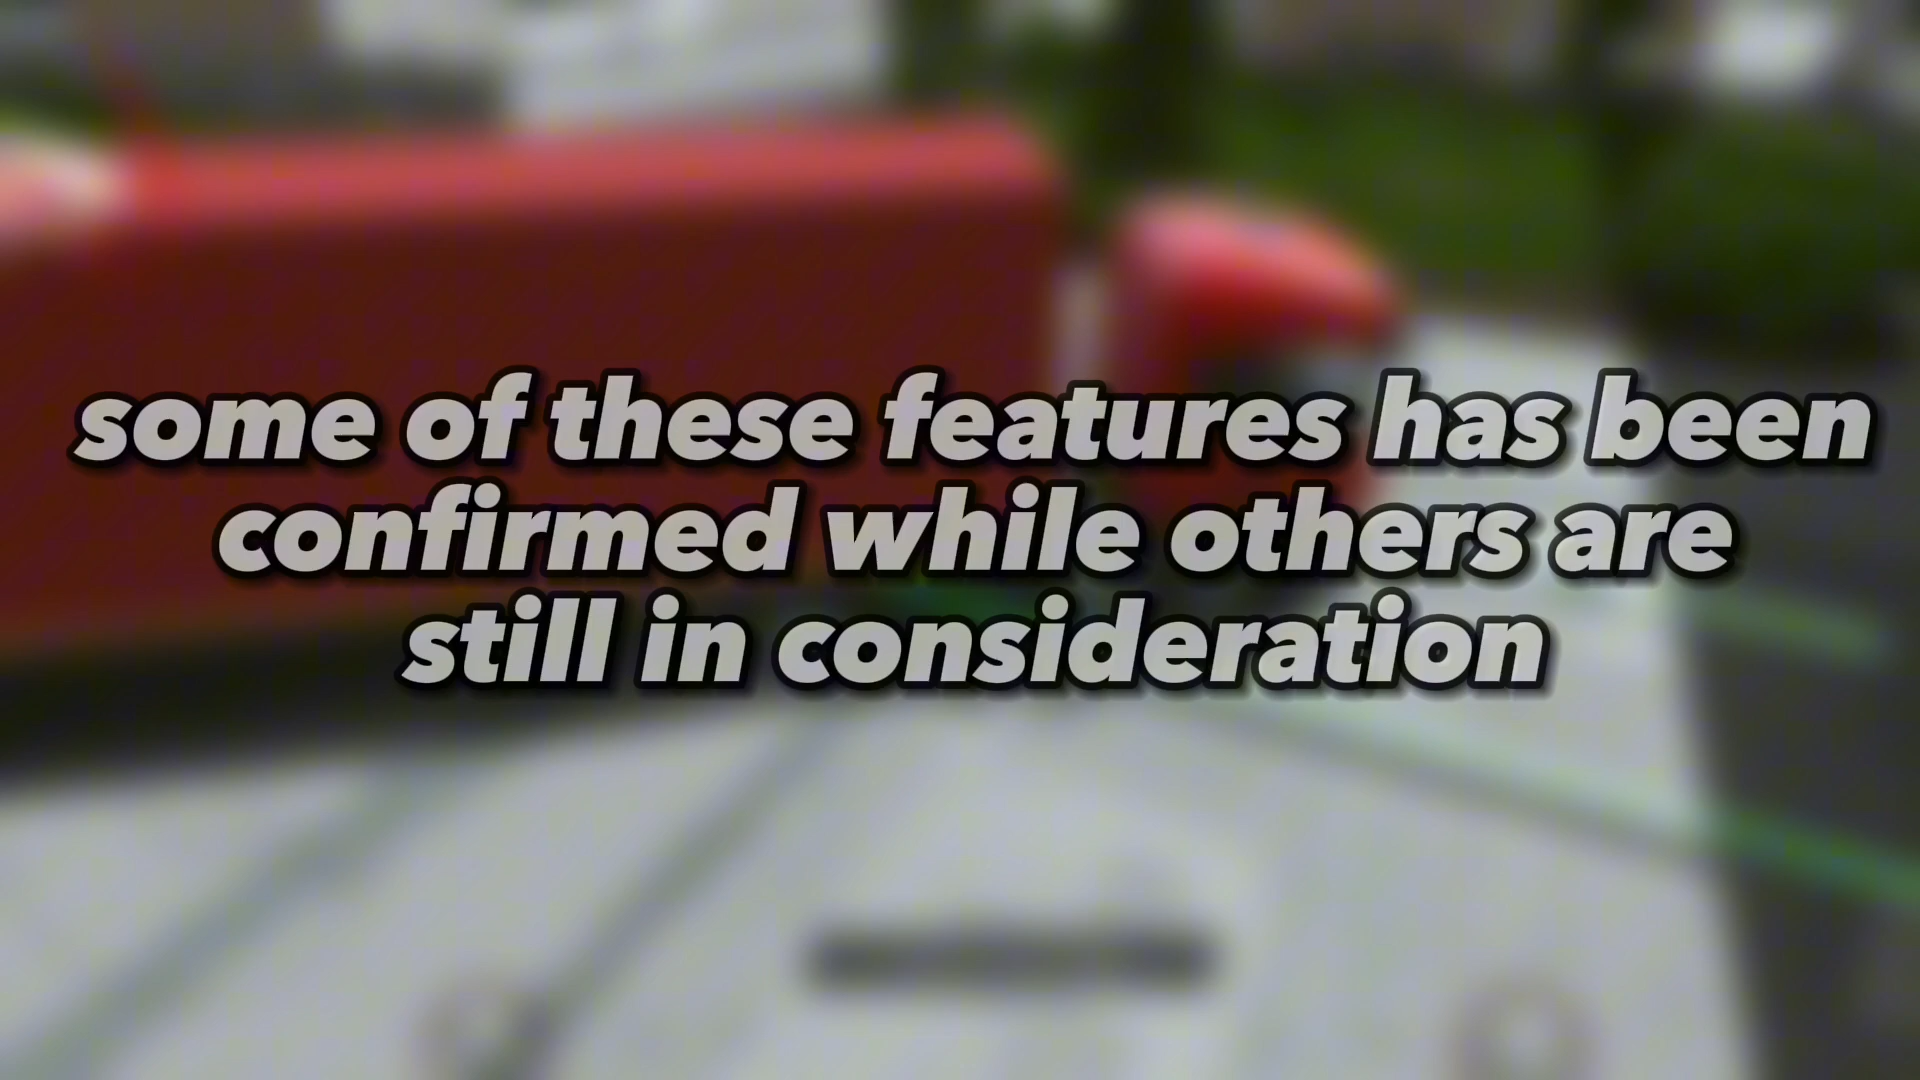 some of these features has been
confirmed while others are
still in consideration